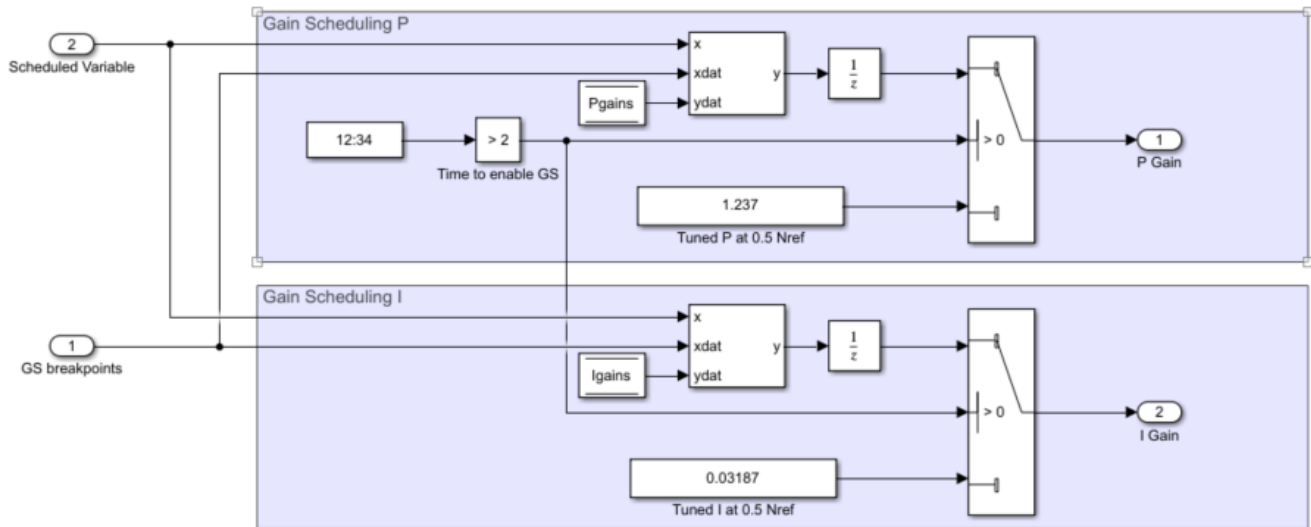 Gain Scheduling P
2
Scheduled Variable
x
xdat
y
ydat
1
z
Pgains
12:34
> 2
Time to enable GS
> 0
1
P Gain
1.237
Tuned P at 0.5 Nref
Gain Scheduling I
1
GS breakpoints
x
xdat
y
ydat
1
z
Igains
> 0
2
I Gain
0.03187
Tuned I at 0.5 Nref